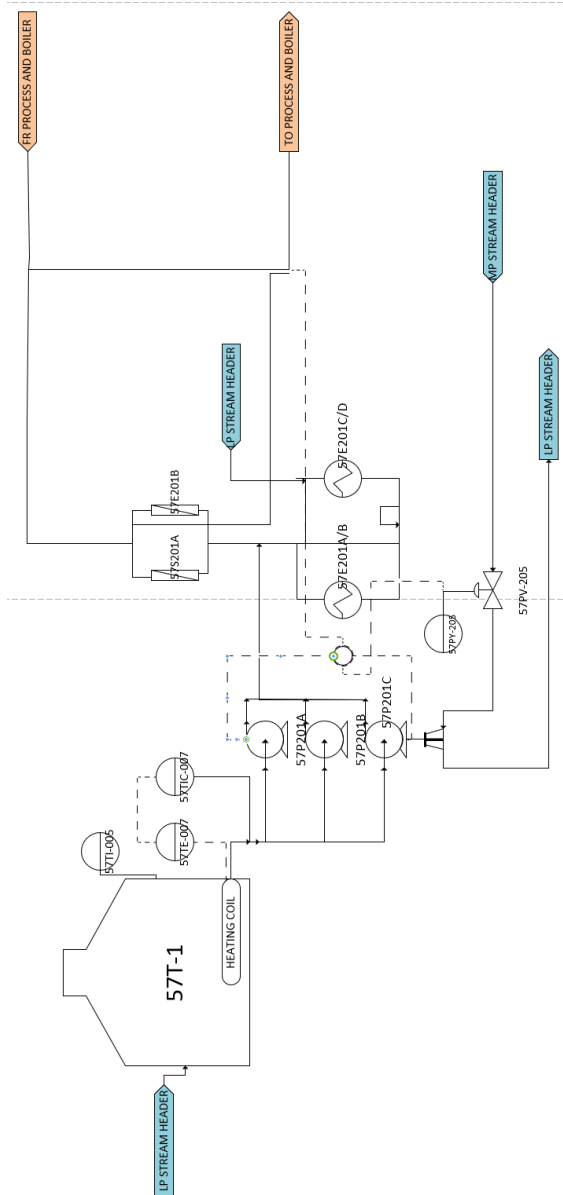 FR PROCESS AND BOILER
TO PROCESS AND BOILER
MP STREAM HEADER
LP STREAM HEADER
LP STREAM HEADER
57E201B
57S201A
57E201C/D
57E201A/B
57PV-205
57PY-205
57P201A
57P201B
57P201C
57TIC-007
57TE-007
57TI-005
57T-1
HEATING COIL
LP STREAM HEADER